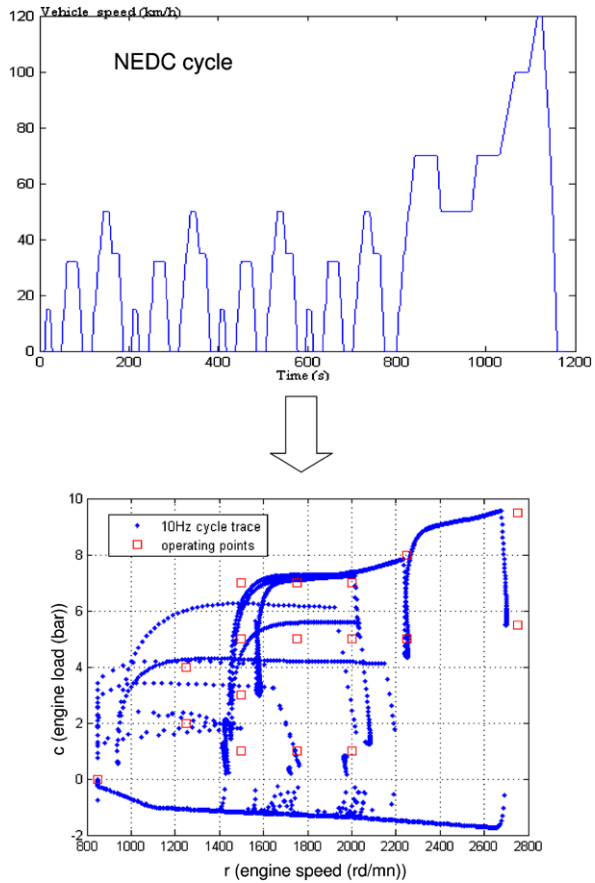 Vehicle speed (km/h)
NEDC cycle
120
100
80
60
40
20
0
0 200 400 600 800 1000 1200
Time (s)
10
8
6
4
2
0
-2
10Hz cycle trace
operating points
c (engine load (bar))
800 1000 1200 1400 1600 1800 2000 2200 2400 2600 2800
r (engine speed (rd/mn))